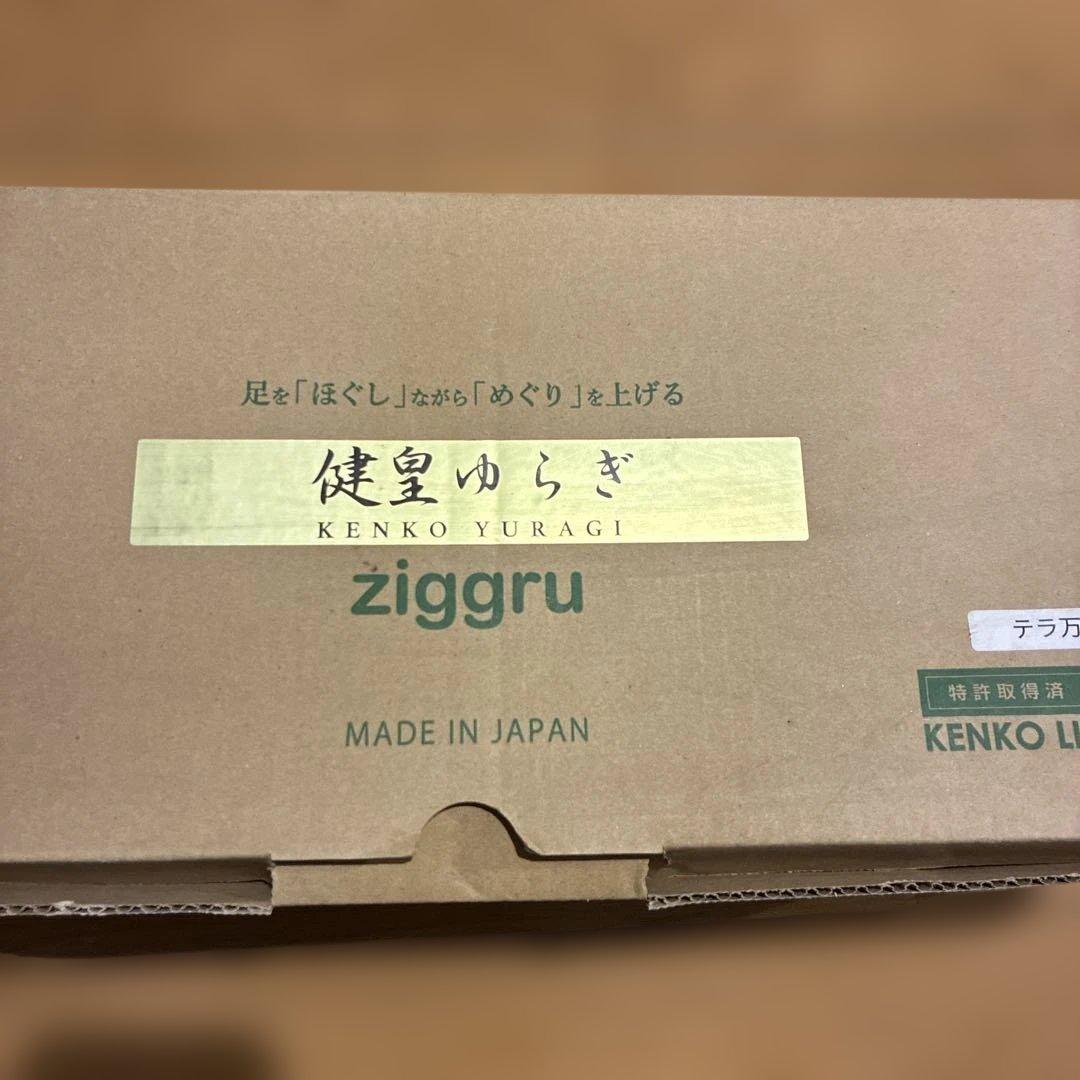 足を「ほぐし」ながら「めぐり」を上げる
健皇ゆらぎ
KENKO YURAGI
ziggru
テラ万
特許取得済
MADE IN JAPAN
KENKO